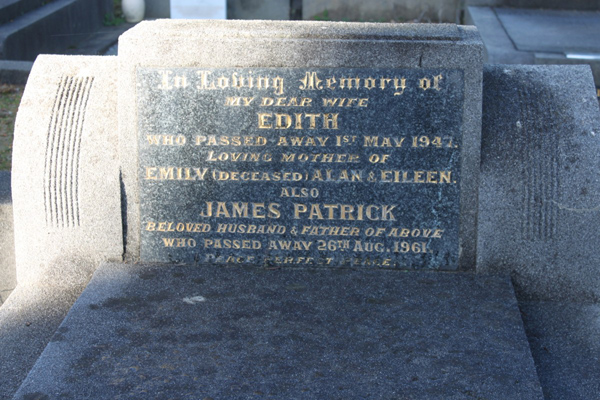 In Loving Memory of
MY DEAR WIFE
EDITH
WHO PASSED AWAY 1ST MAY 1947.
LOVING MOTHER OF
EMILY (DECEASED) ALAN & EILEEN.
ALSO
JAMES PATRICK
BELOVED HUSBAND & FATHER OF ABOVE
WHO PASSED AWAY 26TH AUG. 1961.
PEACE PERFECT PEACE.